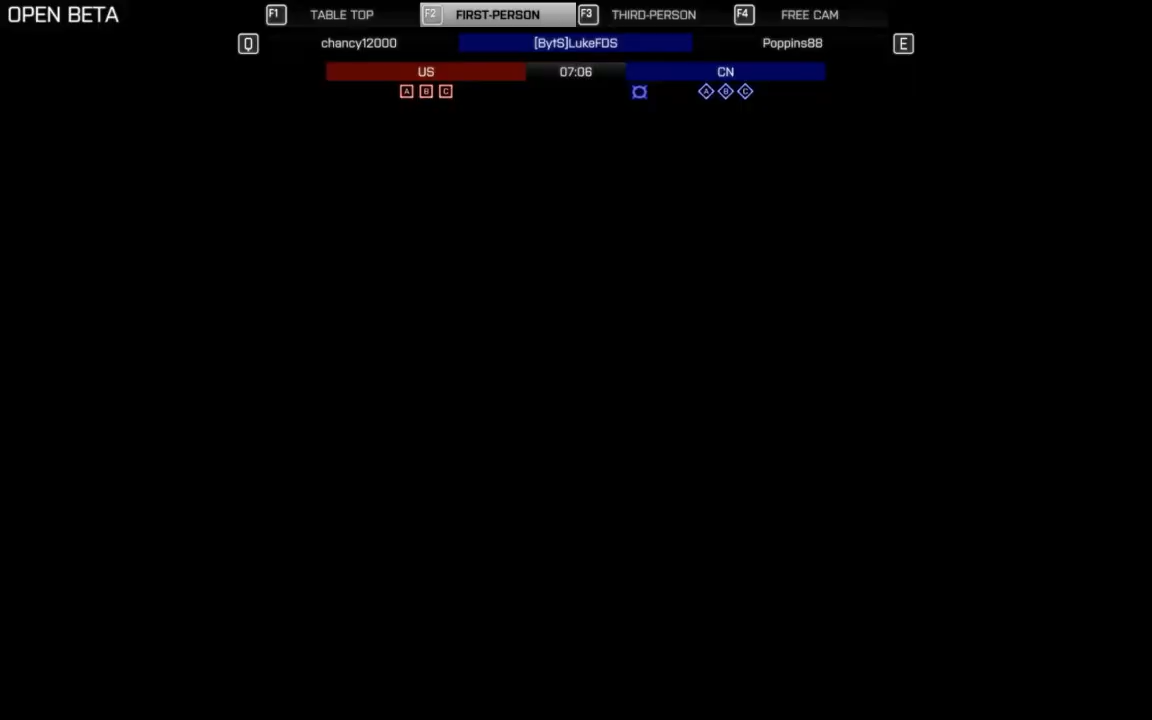 OPEN BETA
F1 TABLE TOP F2 FIRST-PERSON F3 THIRD-PERSON F4 FREE CAM
Q chancy12000 [BytS]LukeFDS Poppins88 E
US 07:06 CN
A B C A B C